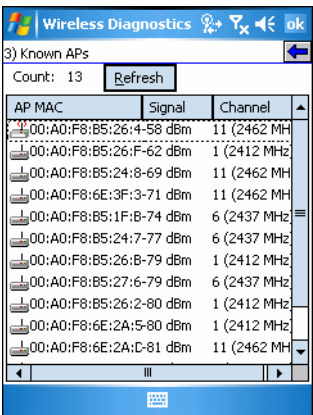 Wireless Diagnostics ok
3) Known APs
Count: 13 Refresh
AP MAC Signal Channel
00:A0:F8:B5:26:4 -58 dBm 11 (2462 MH
00:A0:F8:B5:26:F -62 dBm 1 (2412 MHz)
00:A0:F8:B5:24:8 -69 dBm 11 (2462 MH
00:A0:F8:6E:3F:3 -71 dBm 11 (2462 MH
00:A0:F8:B5:1F:B -74 dBm 6 (2437 MHz)
00:A0:F8:B5:24:7 -77 dBm 6 (2437 MHz)
00:A0:F8:B5:26:B -79 dBm 1 (2412 MHz)
00:A0:F8:B5:27:6 -79 dBm 6 (2437 MHz)
00:A0:F8:B5:26:2 -80 dBm 1 (2412 MHz)
00:A0:F8:6E:2A:5 -80 dBm 1 (2412 MHz)
00:A0:F8:6E:2A:D -81 dBm 11 (2462 MH